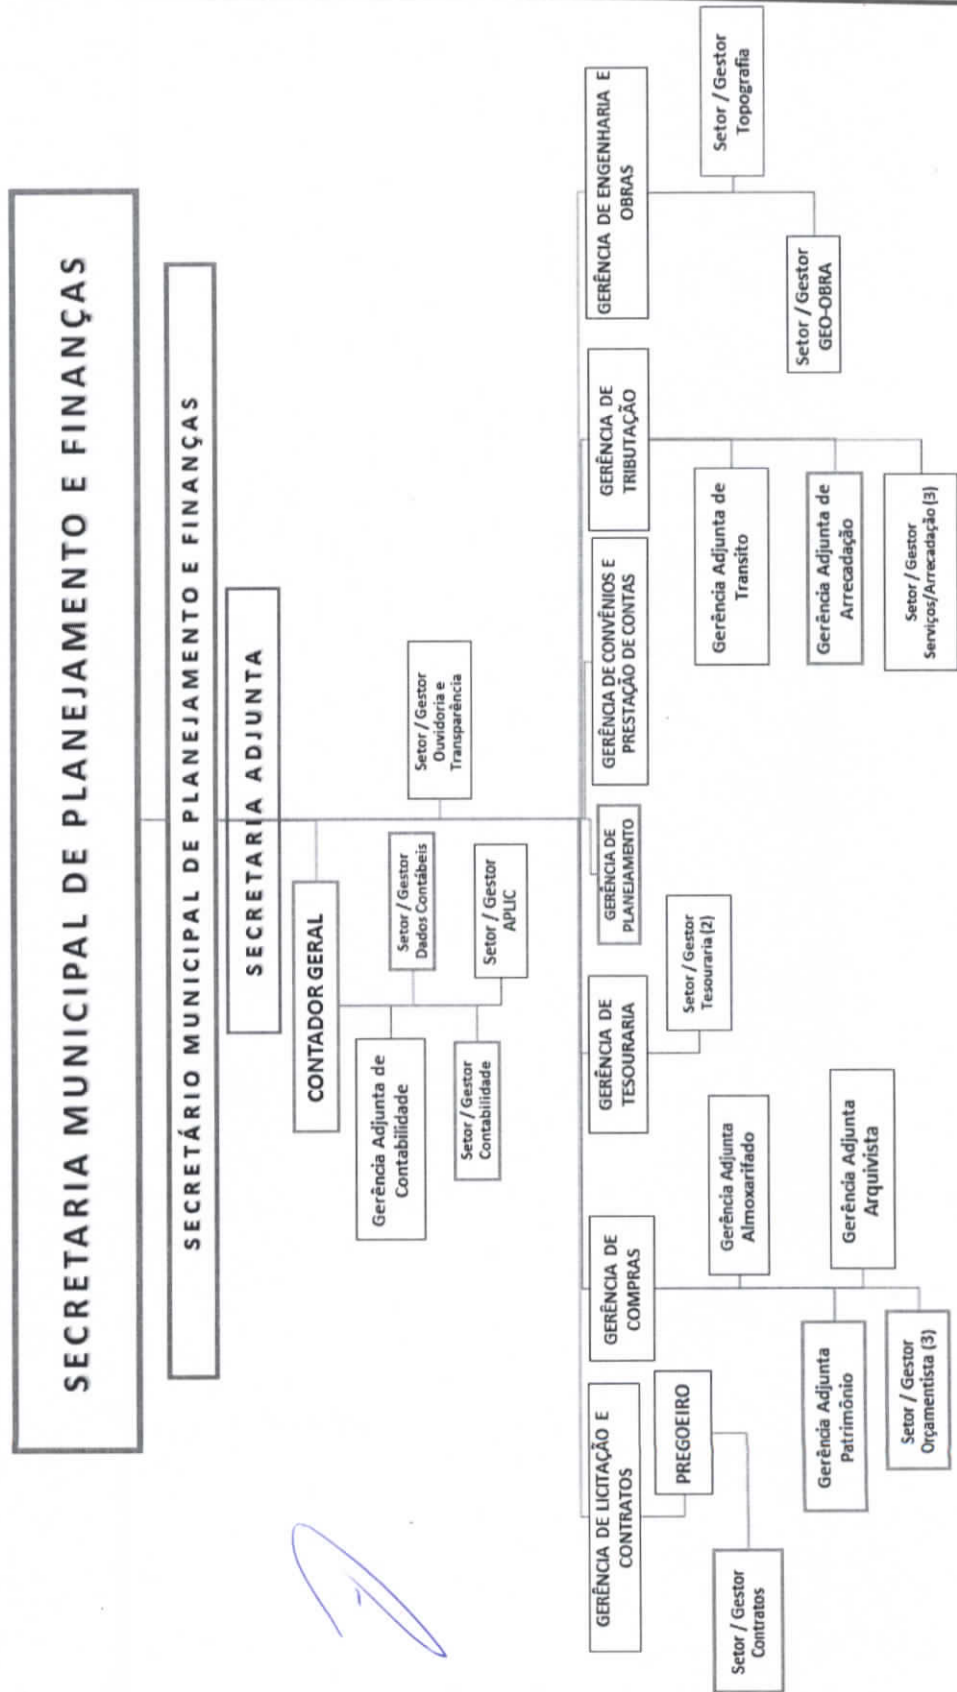 SECRETARIA MUNICIPAL DE PLANEJAMENTO E FINANÇAS
SECRETÁRIO MUNICIPAL DE PLANEJAMENTO E FINANÇAS
SECRETARIA ADJUNTA
CONTADOR GERAL
Gerência Adjunta de
Contabilidade
Setor / Gestor
Dados Contábeis
Setor / Gestor
Ouvidoria e
Transparência
Setor / Gestor
Contabilidade
Setor / Gestor
APLIC
GERÊNCIA DE LICITAÇÃO E
CONTRATOS
PREGOEIRO
Setor / Gestor
Contratos
GERÊNCIA DE
COMPRAS
Gerência Adjunta
Almoxarifado
Gerência Adjunta
Patrimônio
Gerência Adjunta
Arquivista
Setor / Gestor
Orçamentista (3)
GERÊNCIA DE
TESOURARIA
Setor / Gestor
Tesouraria (2)
GERÊNCIA DE
PLANEJAMENTO
GERÊNCIA DE CONVÊNIOS E
PRESTAÇÃO DE CONTAS
GERÊNCIA DE
TRIBUTAÇÃO
Gerência Adjunta de
Transito
Gerência Adjunta de
Arrecadação
Setor / Gestor
Serviços/Arrecadação (3)
GERÊNCIA DE ENGENHARIA E
OBRAS
Setor / Gestor
Topografia
Setor / Gestor
GEO-OBRA